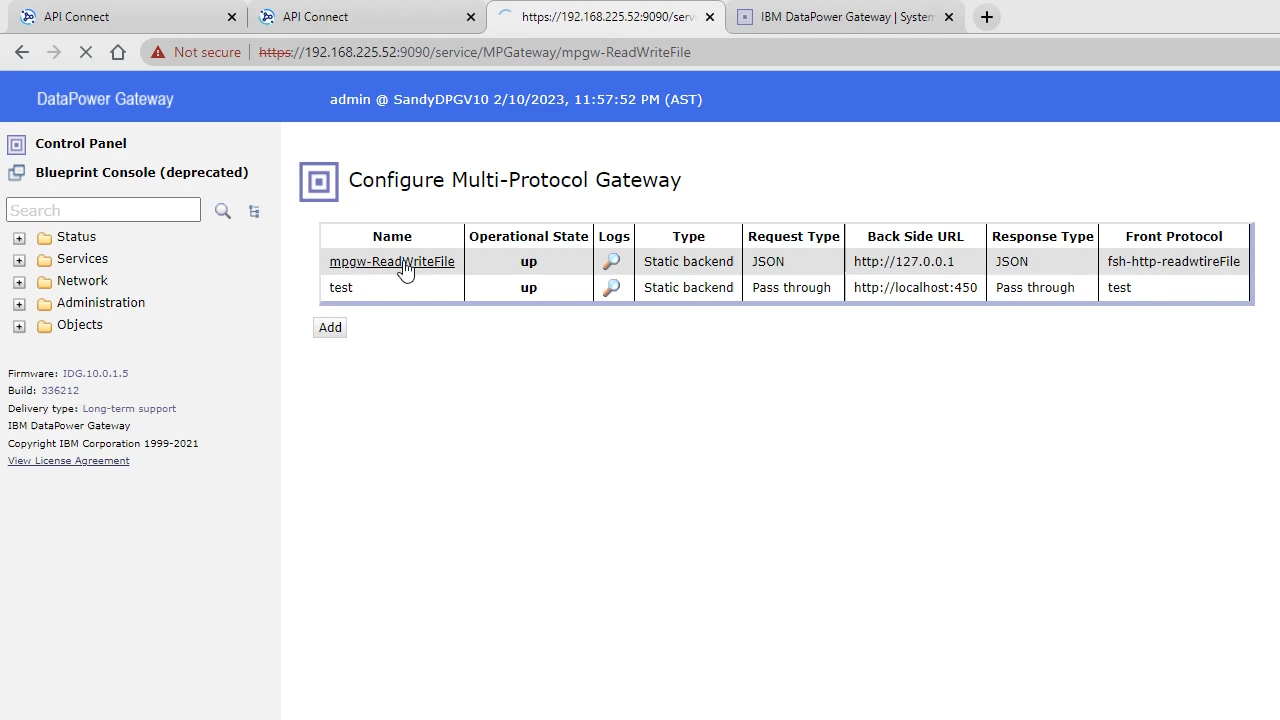 API Connect
API Connect
https://192.168.225.52:9090/serv
IBM DataPower Gateway | System
Not secure https://192.168.225.52:9090/service/MPGateway/mpgw-ReadWriteFile
DataPower Gateway admin @ SandyDPGV10 2/10/2023, 11:57:52 PM (AST)
Control Panel
Blueprint Console (deprecated)
Search
Status
Services
Network
Administration
Objects
Firmware: IDG.10.0.1.5
Build: 336212
Delivery type: Long-term support
IBM DataPower Gateway
Copyright IBM Corporation 1999-2021
View License Agreement
Configure Multi-Protocol Gateway
Name Operational State Logs Type Request Type Back Side URL Response Type Front Protocol
mpgw-ReadWriteFile up Static backend JSON http://127.0.0.1 JSON fsh-http-readwtireFile
test up Static backend Pass through http://localhost:450 Pass through test
Add